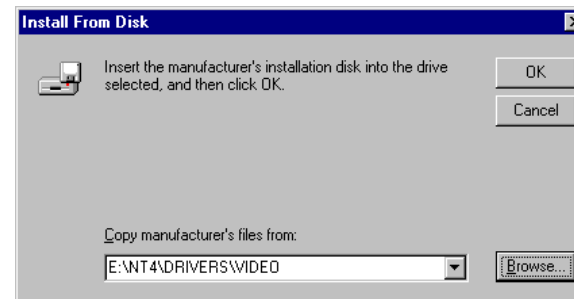 Install From Disk
Insert the manufacturer's installation disk into the drive
selected, and then click OK.
OK
Cancel
Copy manufacturer's files from:
E:\NT4\DRIVERS\VIDEO
Browse...